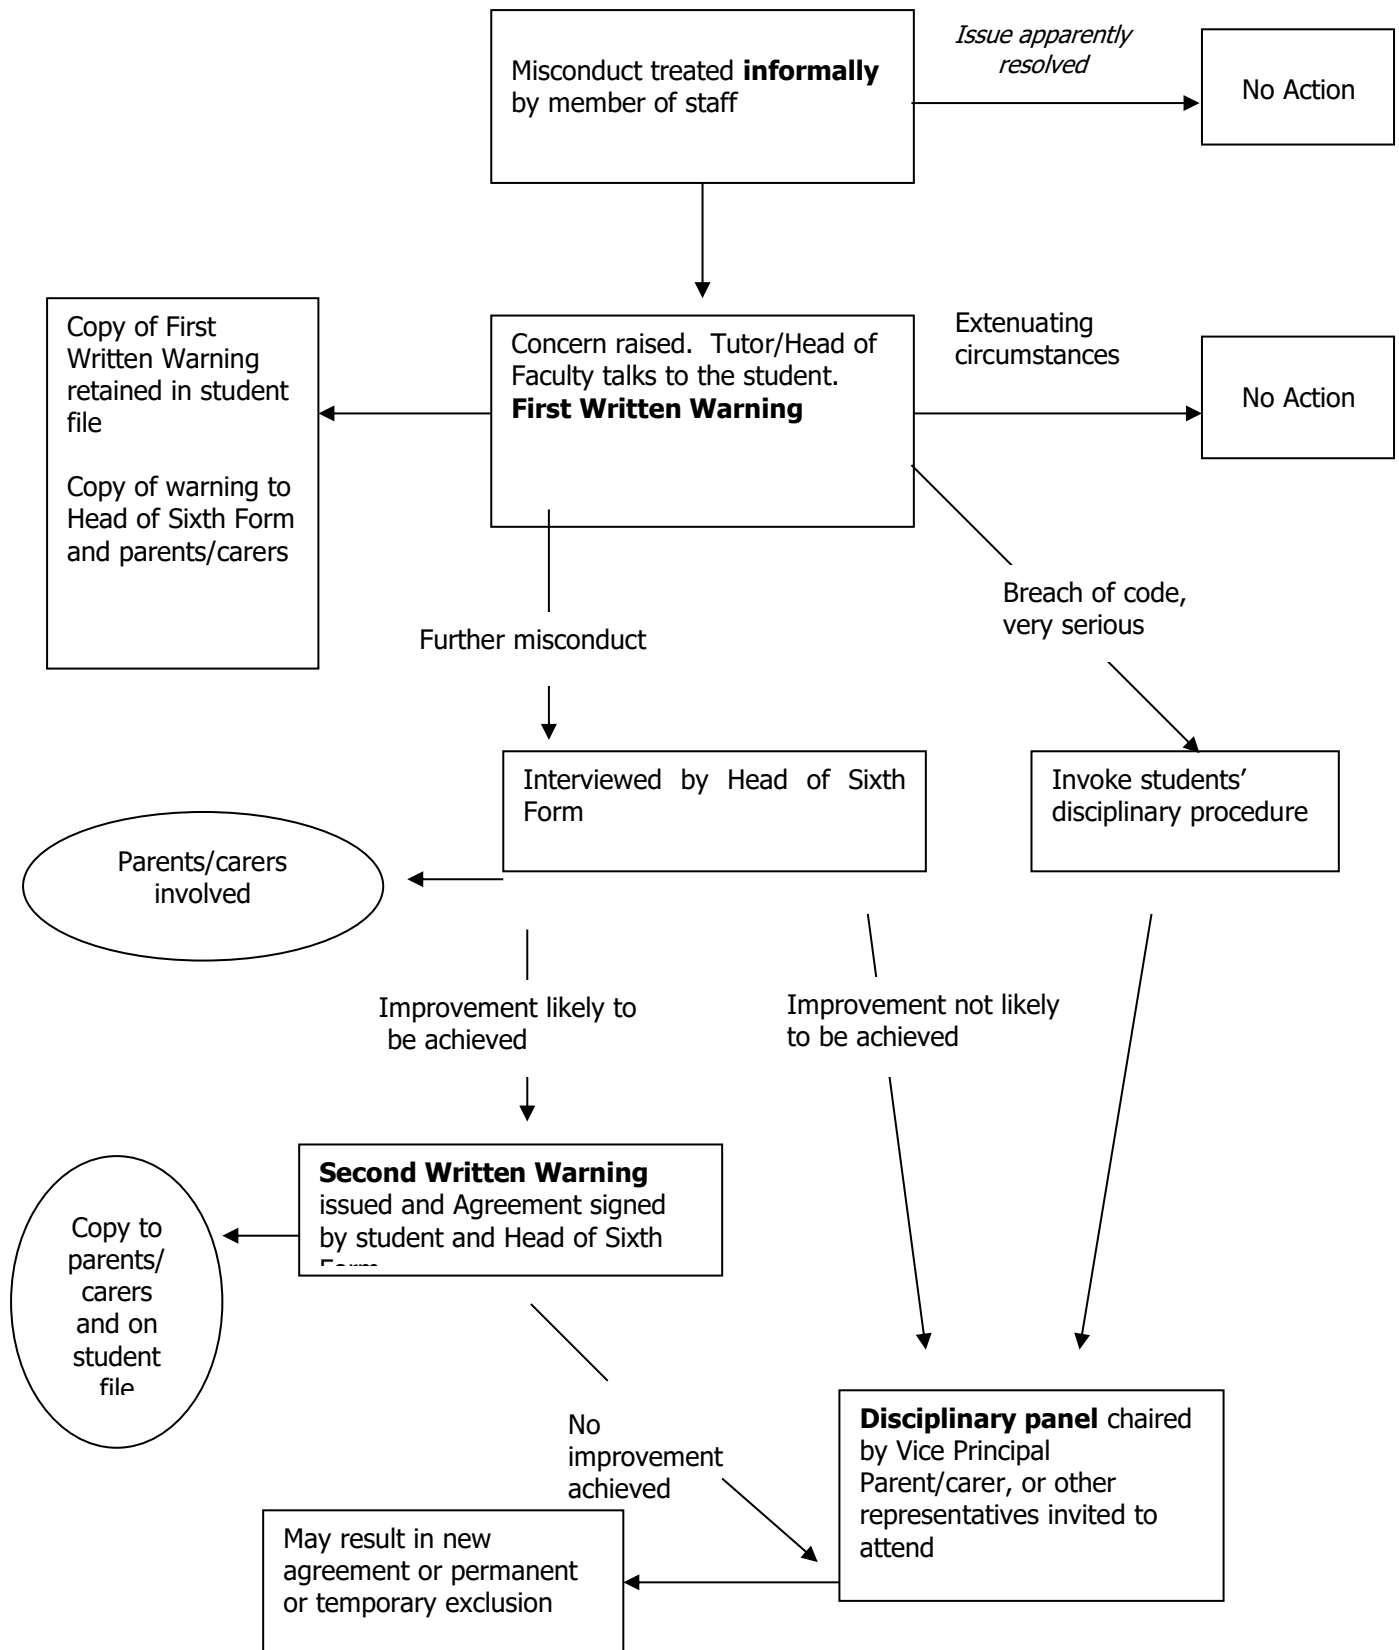 Misconduct treated informally
by member of staff
Issue apparently
resolved
No Action
Copy of First
Written Warning
retained in student
file
Copy of warning to
Head of Sixth Form
and parents/carers
Concern raised.  Tutor/Head of
Faculty talks to the student.
First Written Warning
Extenuating
circumstances
No Action
Further misconduct
Breach of code,
very serious
Interviewed by Head of Sixth
Form
Invoke students’
disciplinary procedure
Parents/carers
involved
Improvement likely to
be achieved
Improvement not likely
to be achieved
Second Written Warning
issued and Agreement signed
by student and Head of Sixth
Form
Copy to
parents/
carers
and on
student
file
No
improvement
achieved
Disciplinary panel chaired
by Vice Principal
Parent/carer, or other
representatives invited to
attend
May result in new
agreement or permanent
or temporary exclusion